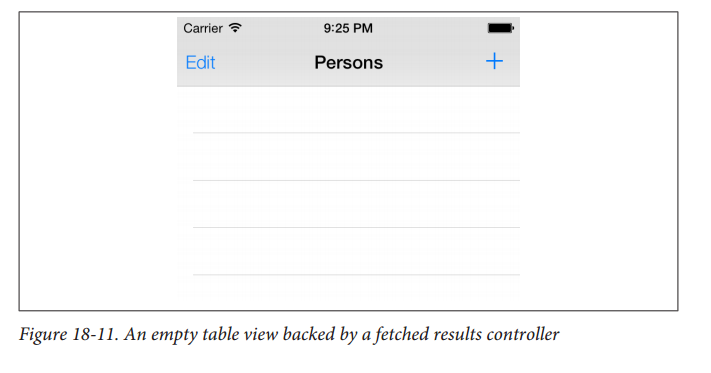 Carrier 9:25 PM
Edit Persons +
Figure 18-11. An empty table view backed by a fetched results controller